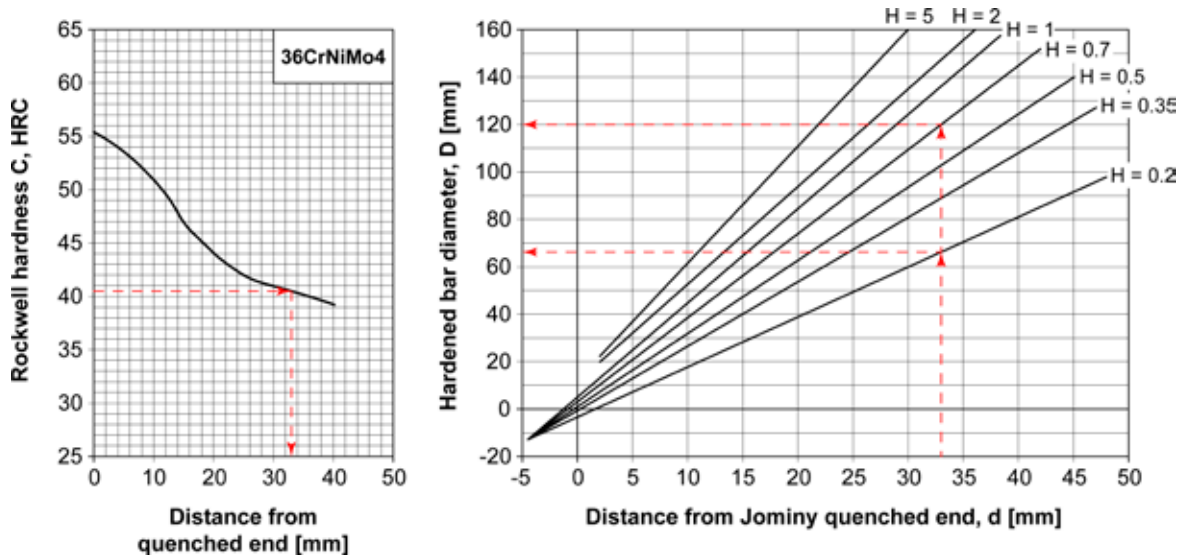 65
60
55
50
45
40
35
30
25
Rockwell hardness C, HRC
36CrNiMo4
0 10 20 30 40 50
Distance from
quenched end [mm]
160
140
120
100
80
60
40
20
0
-20
Hardened bar diameter, D [mm]
H = 5
H = 2
H = 1
H = 0.7
H = 0.5
H = 0.35
H = 0.2
-5 0 5 10 15 20 25 30 35 40 45 50
Distance from Jominy quenched end, d [mm]